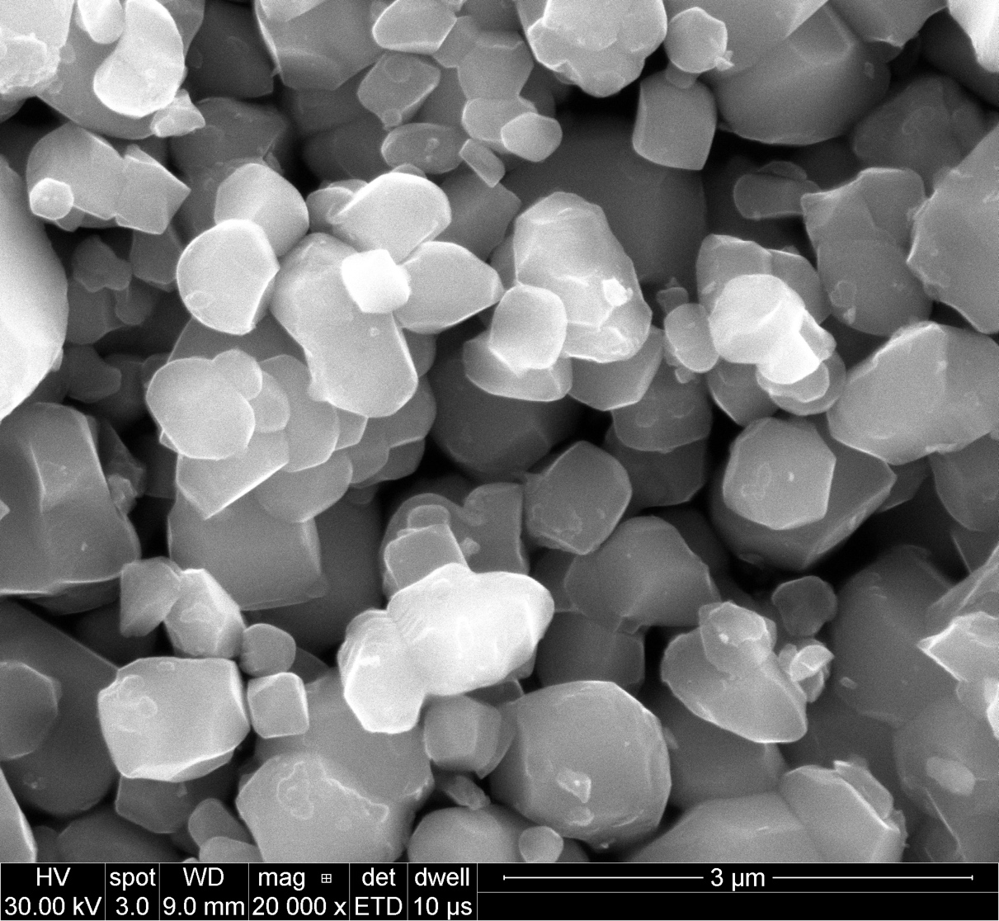 HV spot WD mag ⊞ det dwell
30.00 kV 3.0 9.0 mm 20 000 x ETD 10 µs
3 µm